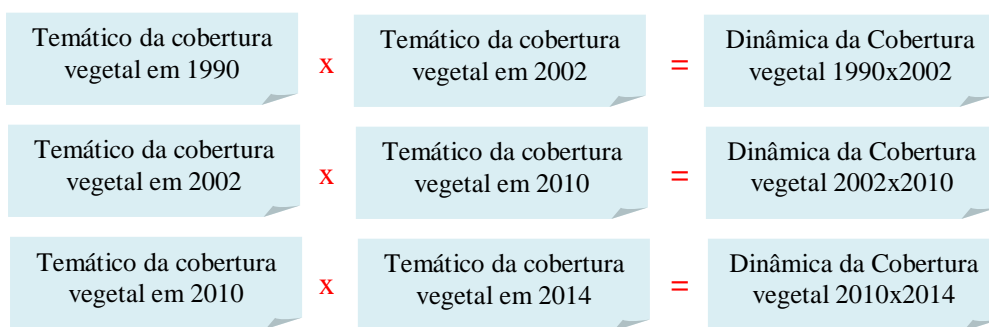 Temático da cobertura
vegetal em 1990
x
Temático da cobertura
vegetal em 2002
=
Dinâmica da Cobertura
vegetal 1990x2002
Temático da cobertura
vegetal em 2002
x
Temático da cobertura
vegetal em 2010
=
Dinâmica da Cobertura
vegetal 2002x2010
Temático da cobertura
vegetal em 2010
x
Temático da cobertura
vegetal em 2014
=
Dinâmica da Cobertura
vegetal 2010x2014